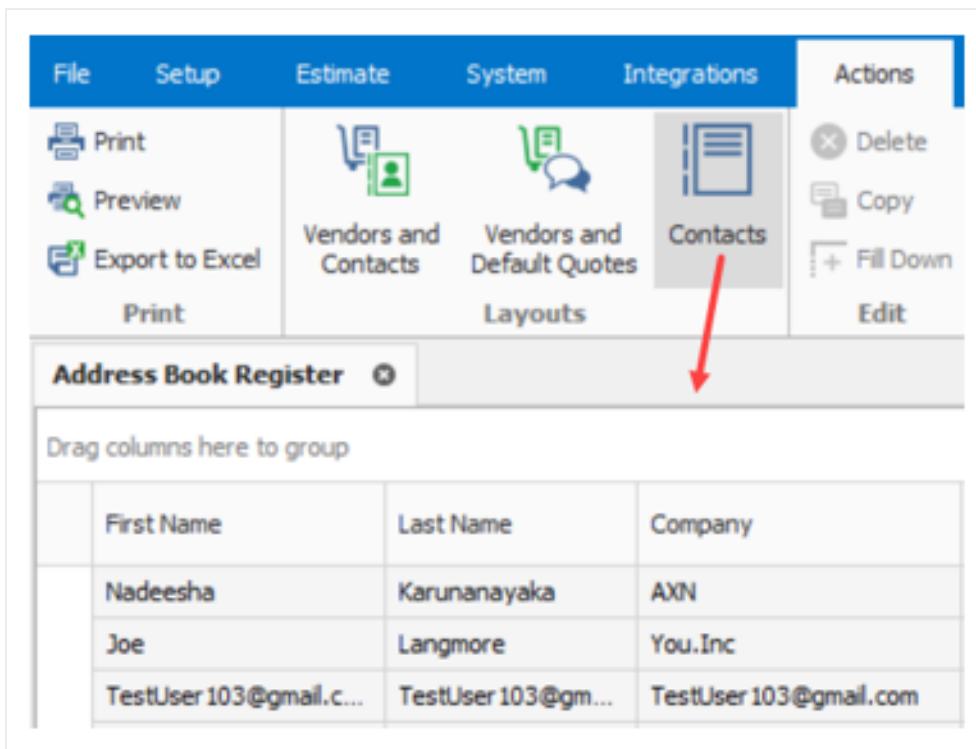 File Setup Estimate System Integrations Actions
Print
Preview
Export to Excel
Print
Vendors and
Contacts
Vendors and
Default Quotes
Contacts
Layouts
Delete
Copy
Fill Down
Edit
Address Book Register
Drag columns here to group
First Name Last Name Company
Nadeesha Karunanayaka AXN
Joe Langmore You.Inc
TestUser103@gmail.c... TestUser103@gm... TestUser103@gmail.com